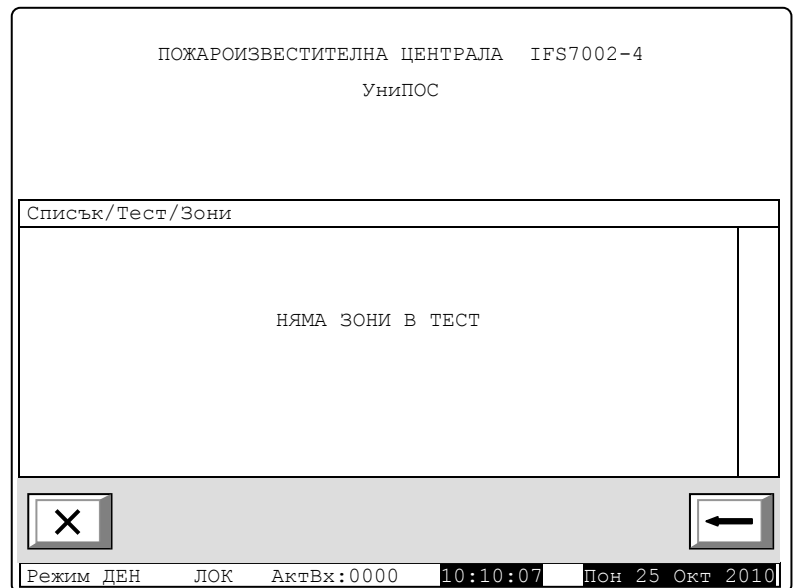 ПОЖАРОИЗВЕСТИТЕЛНА ЦЕНТРАЛА IFS7002-4
УниПОС
Списък/Тест/Зони
НЯМА ЗОНИ В ТЕСТ
Режим ДЕН ЛОК АктВх:0000 10:10:07 Пон 25 Окт 2010